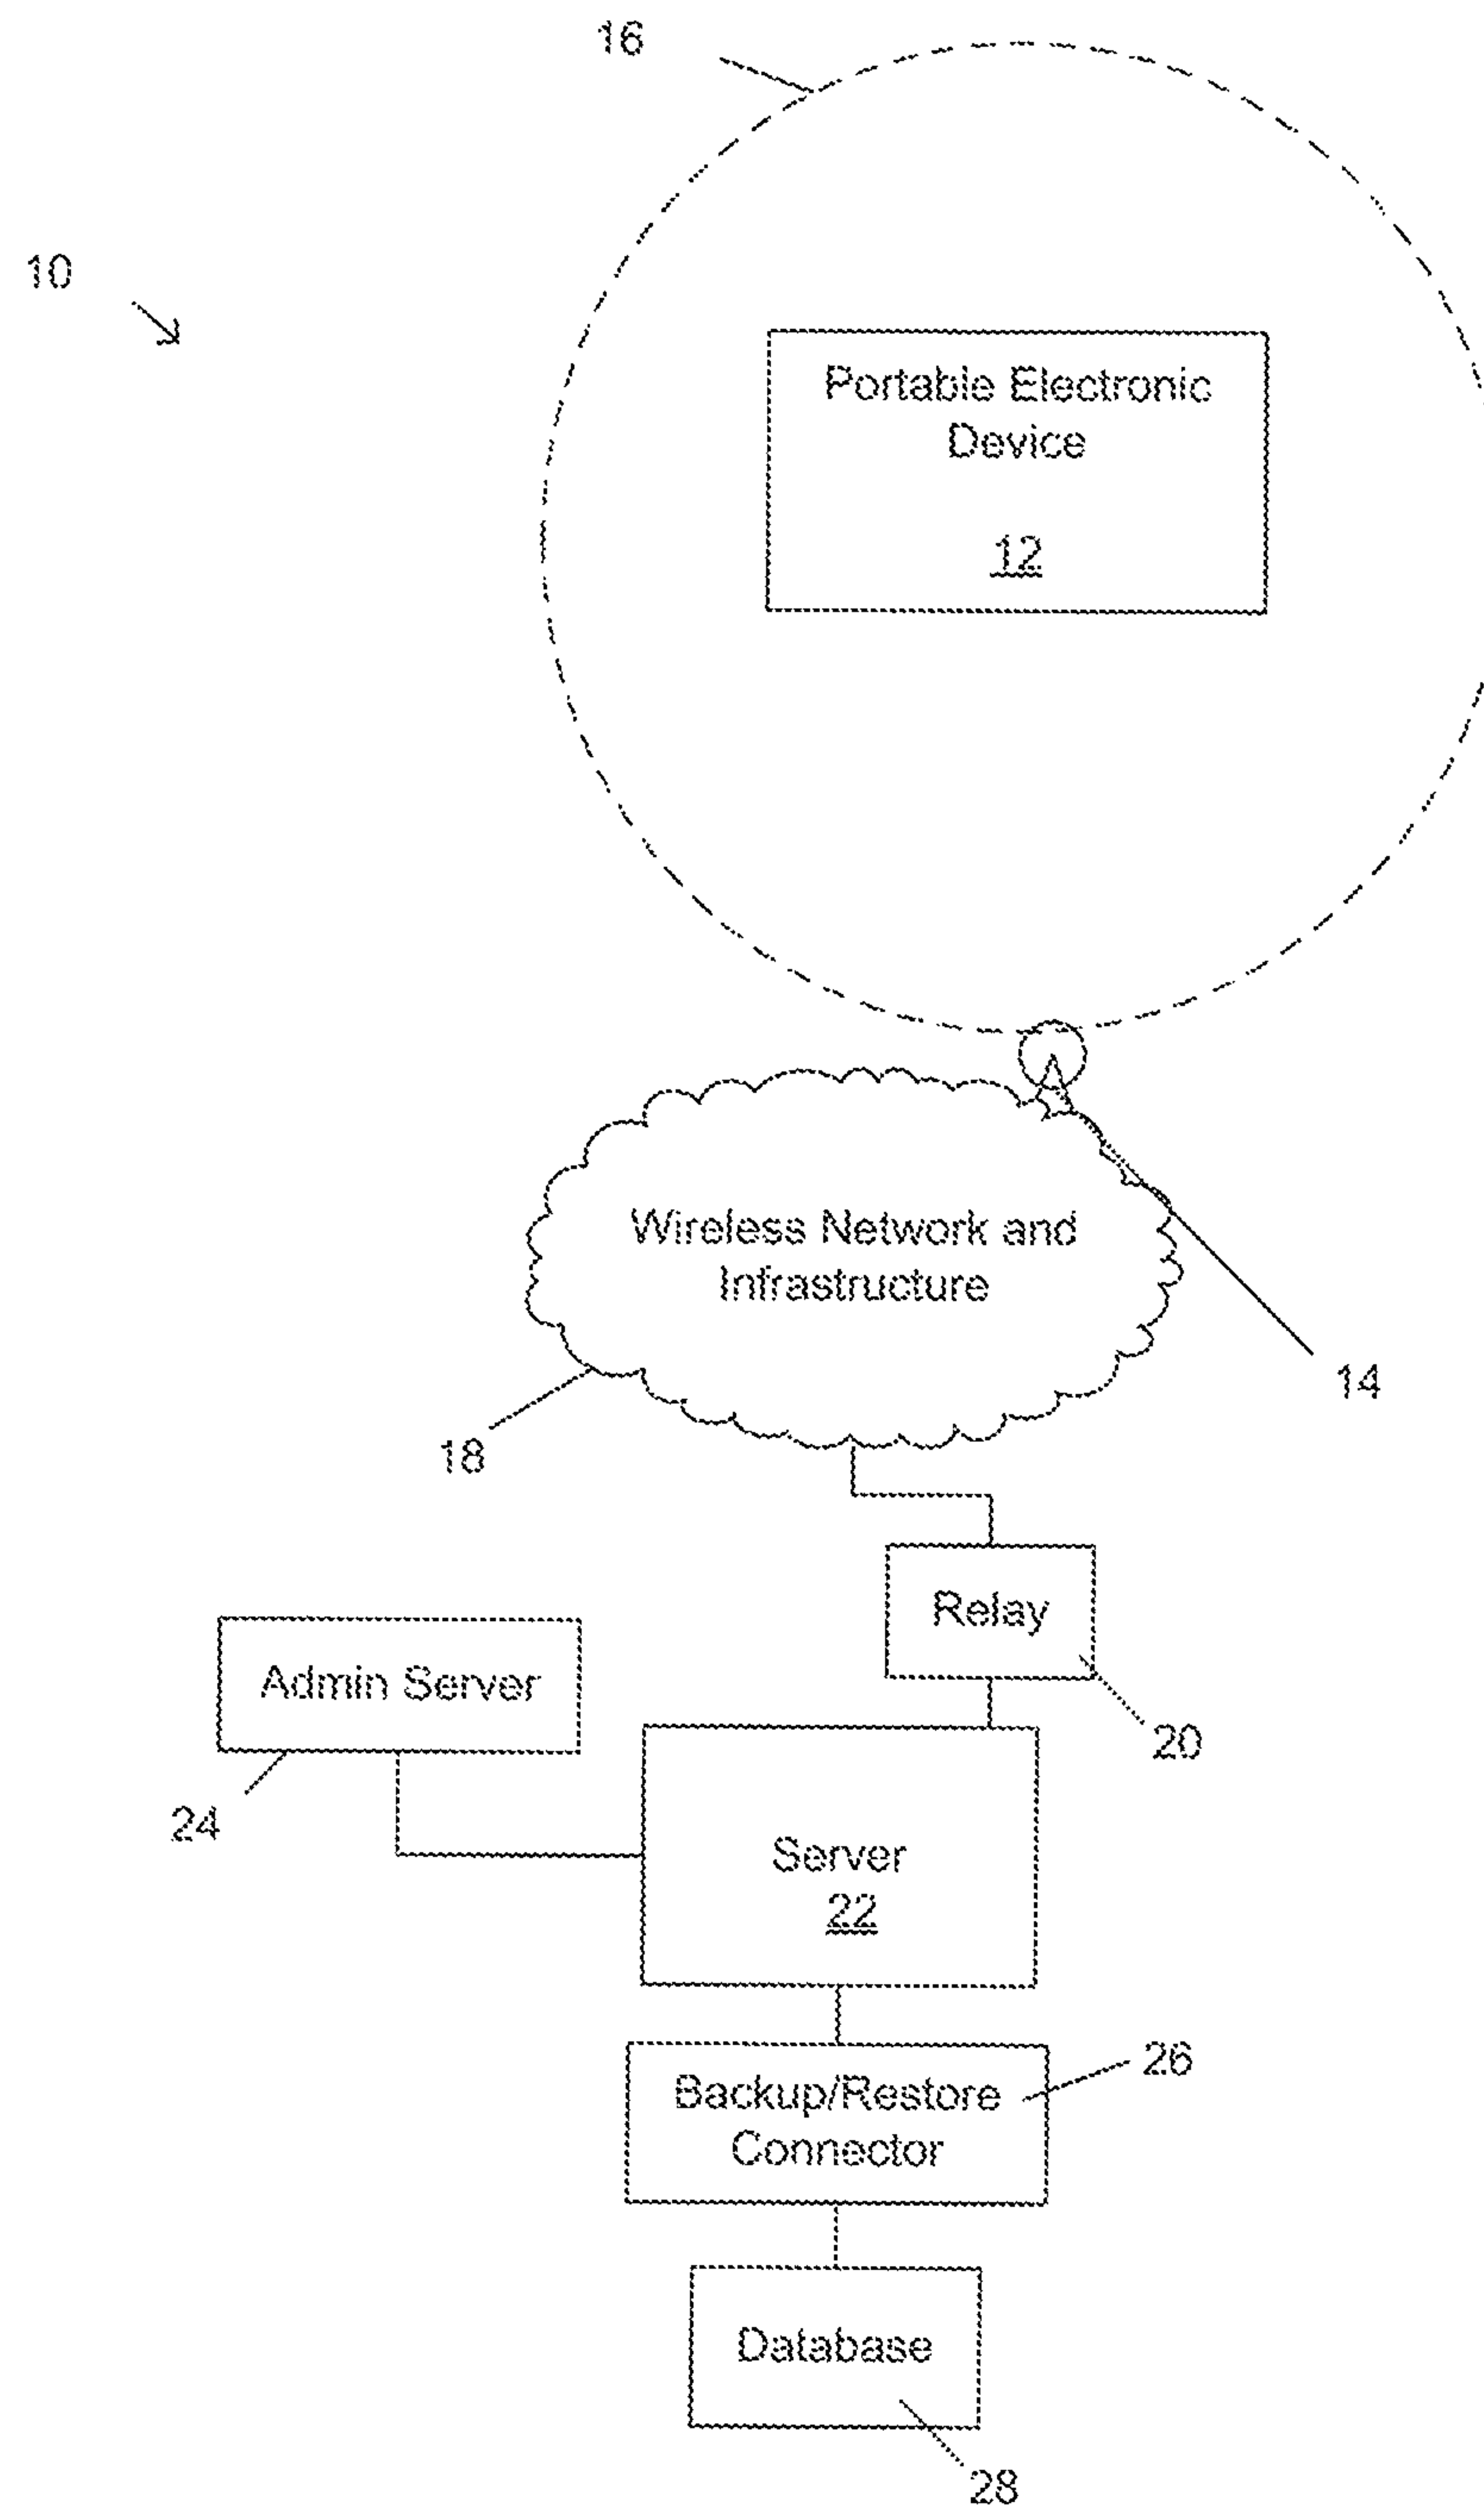 16
10
Portable Electronic
Device
12
Wireless Network and
Infrastructure
14
18
Relay
Admin Server
20
24
Server
22
26
Backup/Restore
Connector
Database
28